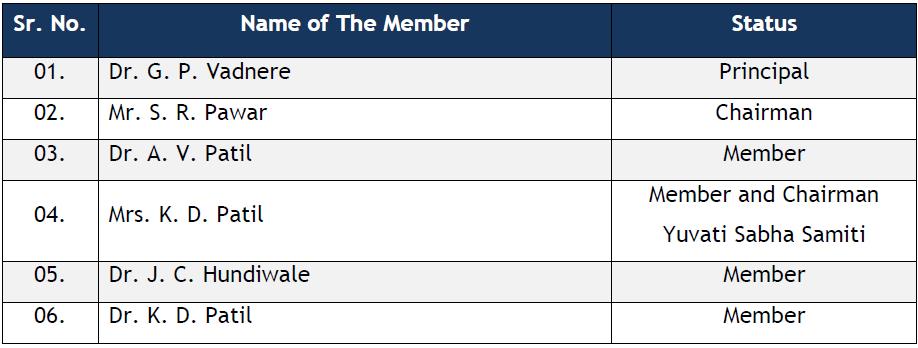 Sr. No. Name of The Member Status
01. Dr. G. P. Vadnere Principal
02. Mr. S. R. Pawar Chairman
03. Dr. A. V. Patil Member
04. Mrs. K. D. Patil Member and Chairman
Yuvati Sabha Samiti
05. Dr. J. C. Hundiwale Member
06. Dr. K. D. Patil Member